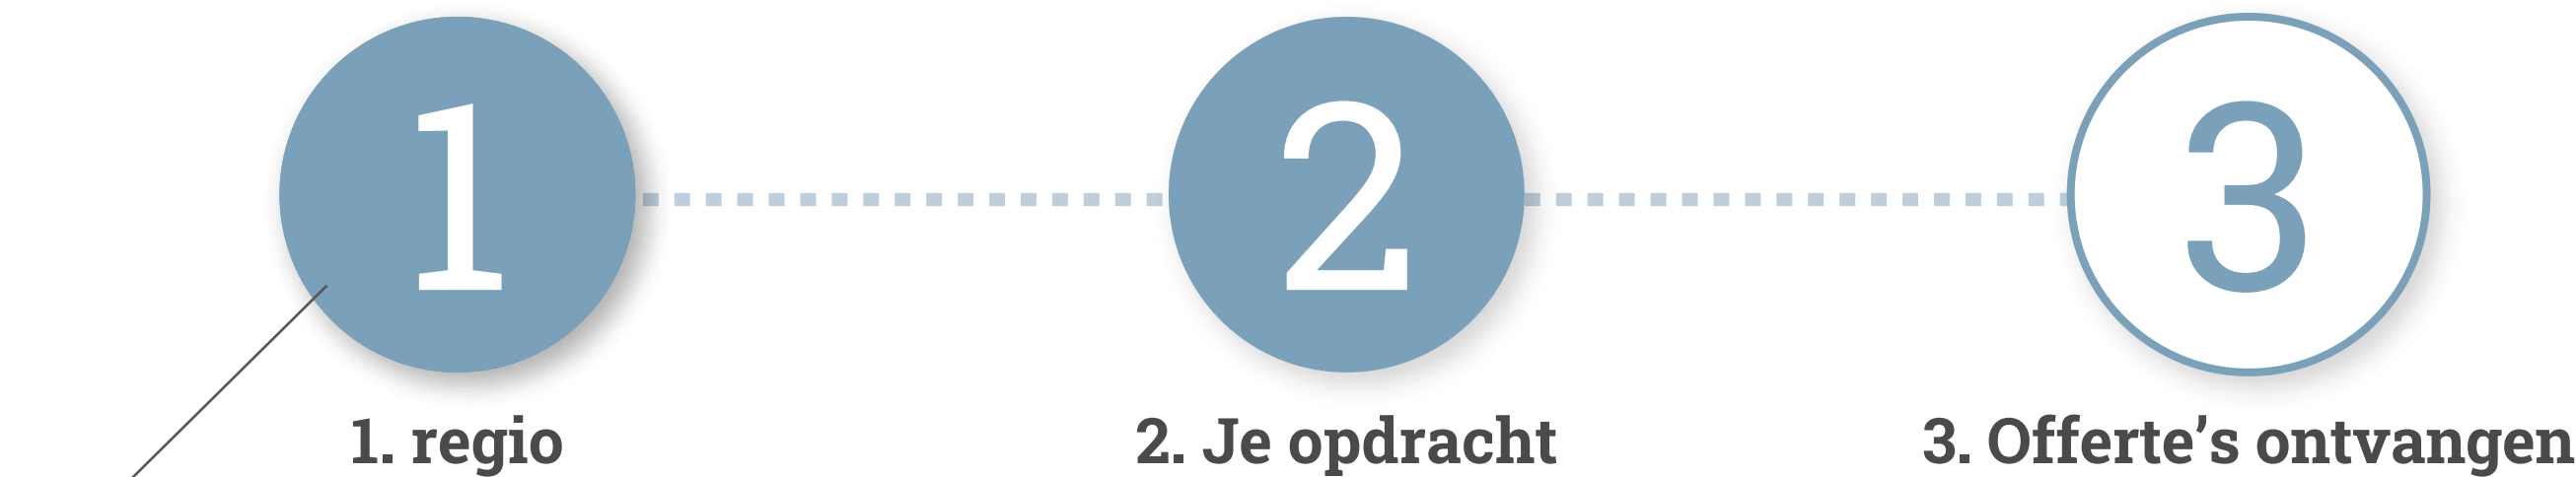 1
2
3
1. regio
2. Je opdracht
3. Offerte’s ontvangen